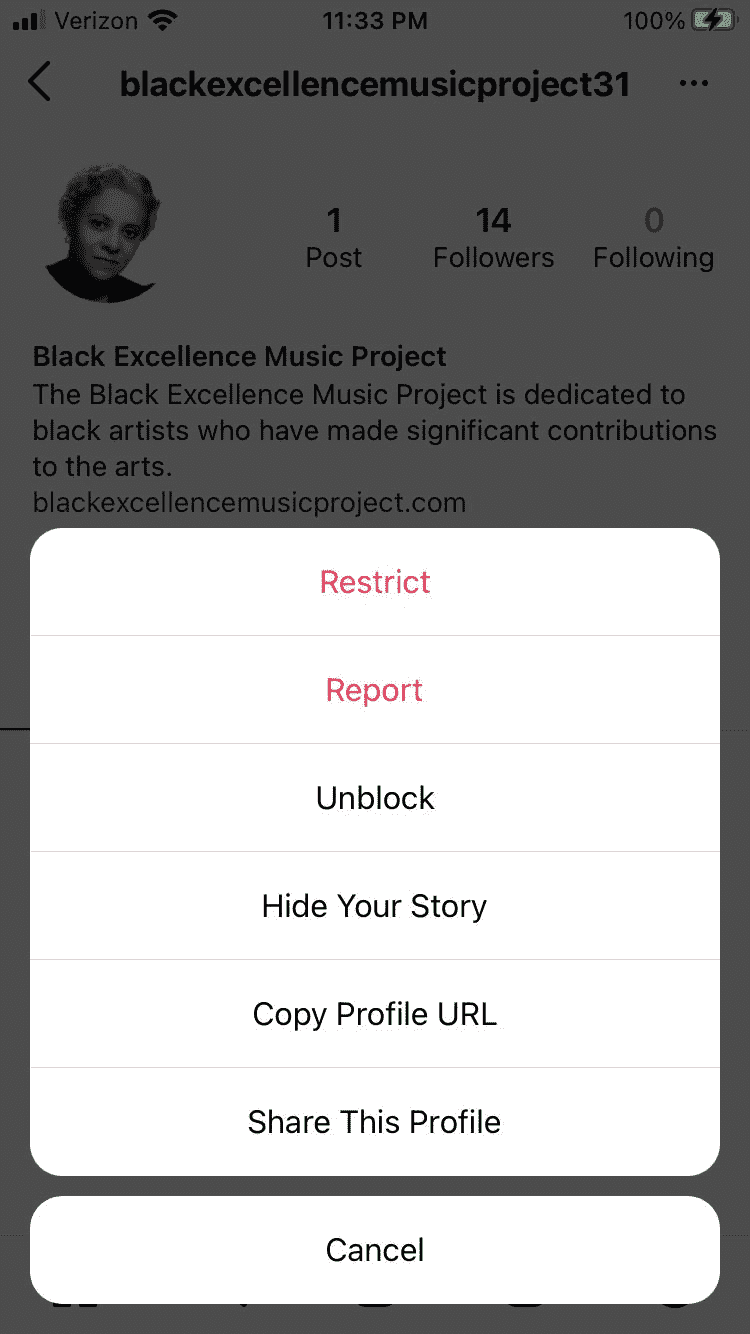 Verizon 11:33 PM 100%
blackexcellencemusicproject31
1 14 0
Post Followers Following
Black Excellence Music Project
The Black Excellence Music Project is dedicated to
black artists who have made significant contributions
to the arts.
blackexcellencemusicproject.com
Restrict
Report
Unblock
Hide Your Story
Copy Profile URL
Share This Profile
Cancel